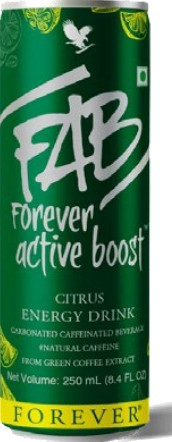 FAB
Forever
active boost™
CITRUS
ENERGY DRINK
CARBONATED CAFFEINATED BEVERAGE
#NATURAL CAFFEINE
FROM GREEN COFFEE EXTRACT
Net Volume: 250 mL (8.4 FL OZ)
FOREVER®